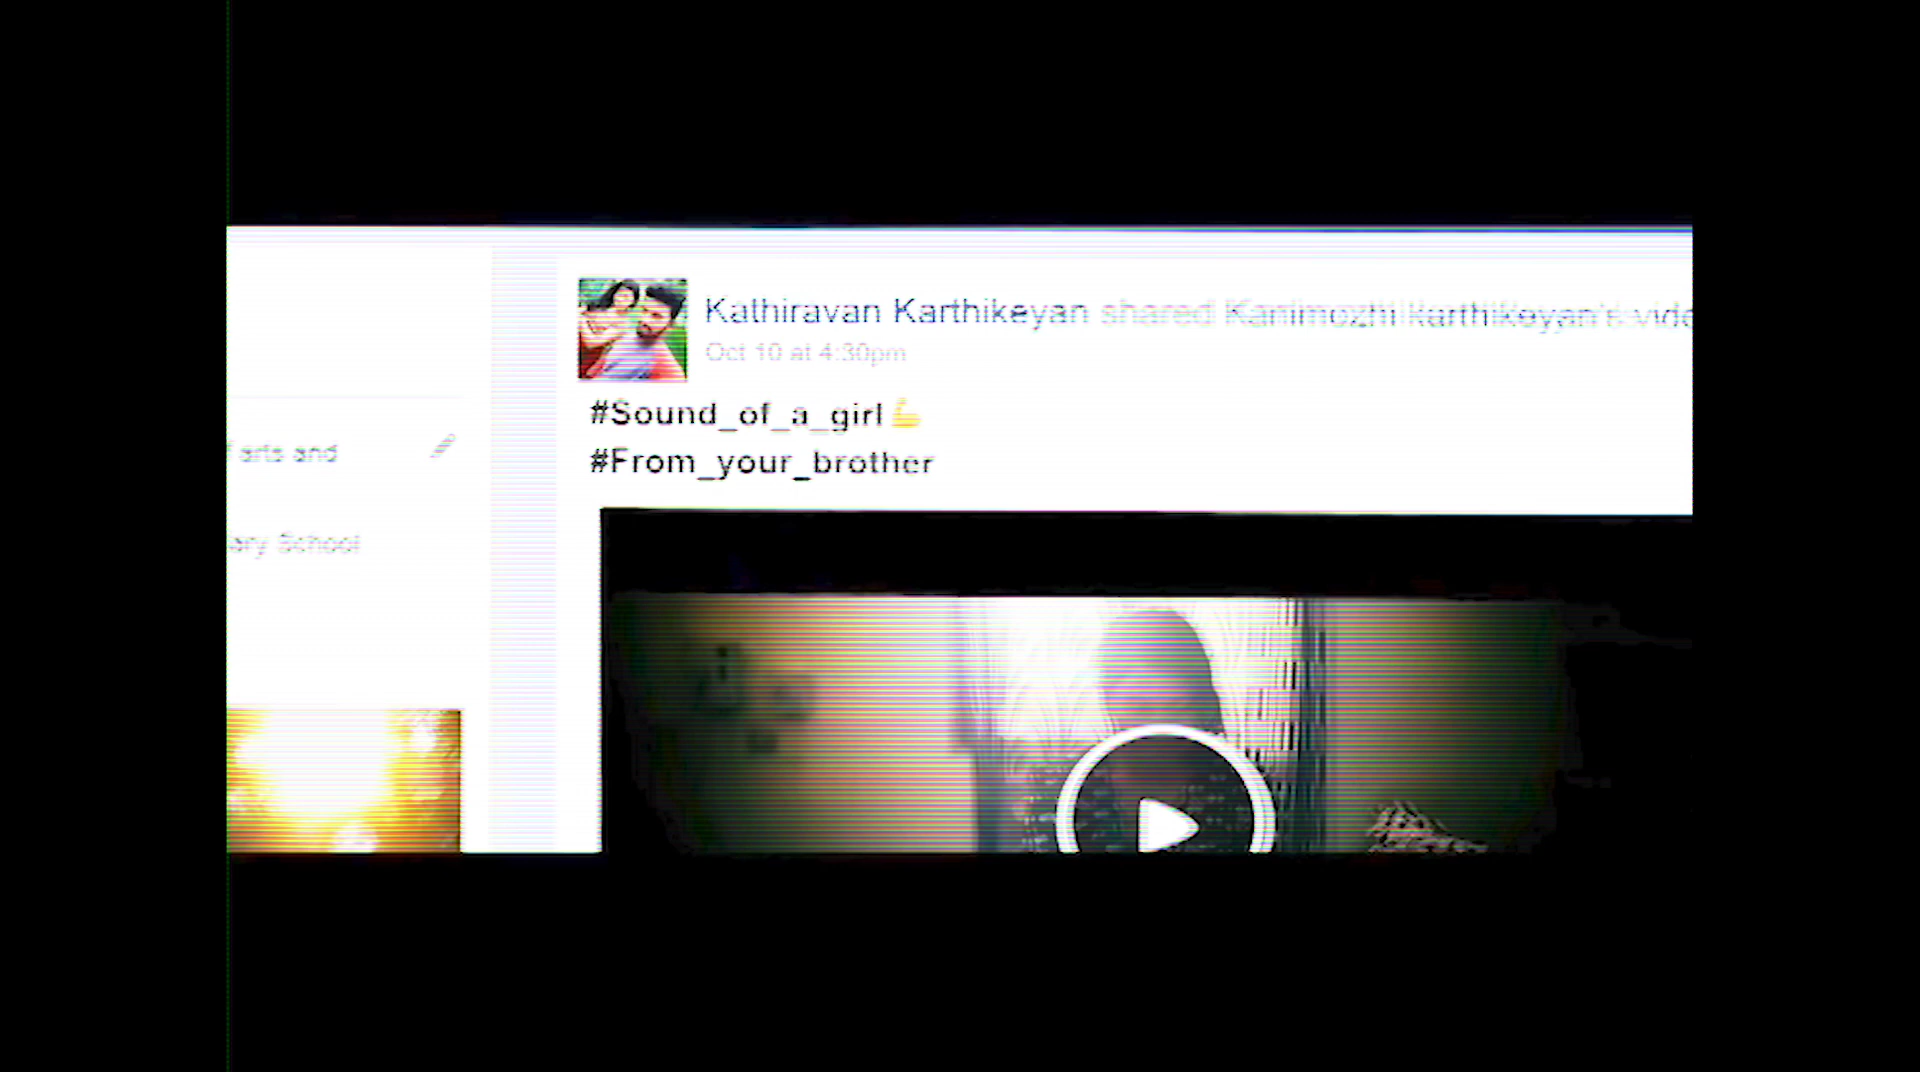 Kathiravan Karthikeyan shared Kanimozhi karthikeyan's
Oct 10 at 4:30pm
#Sound_of_a_girl💪
#From_your_brother
arts and
School